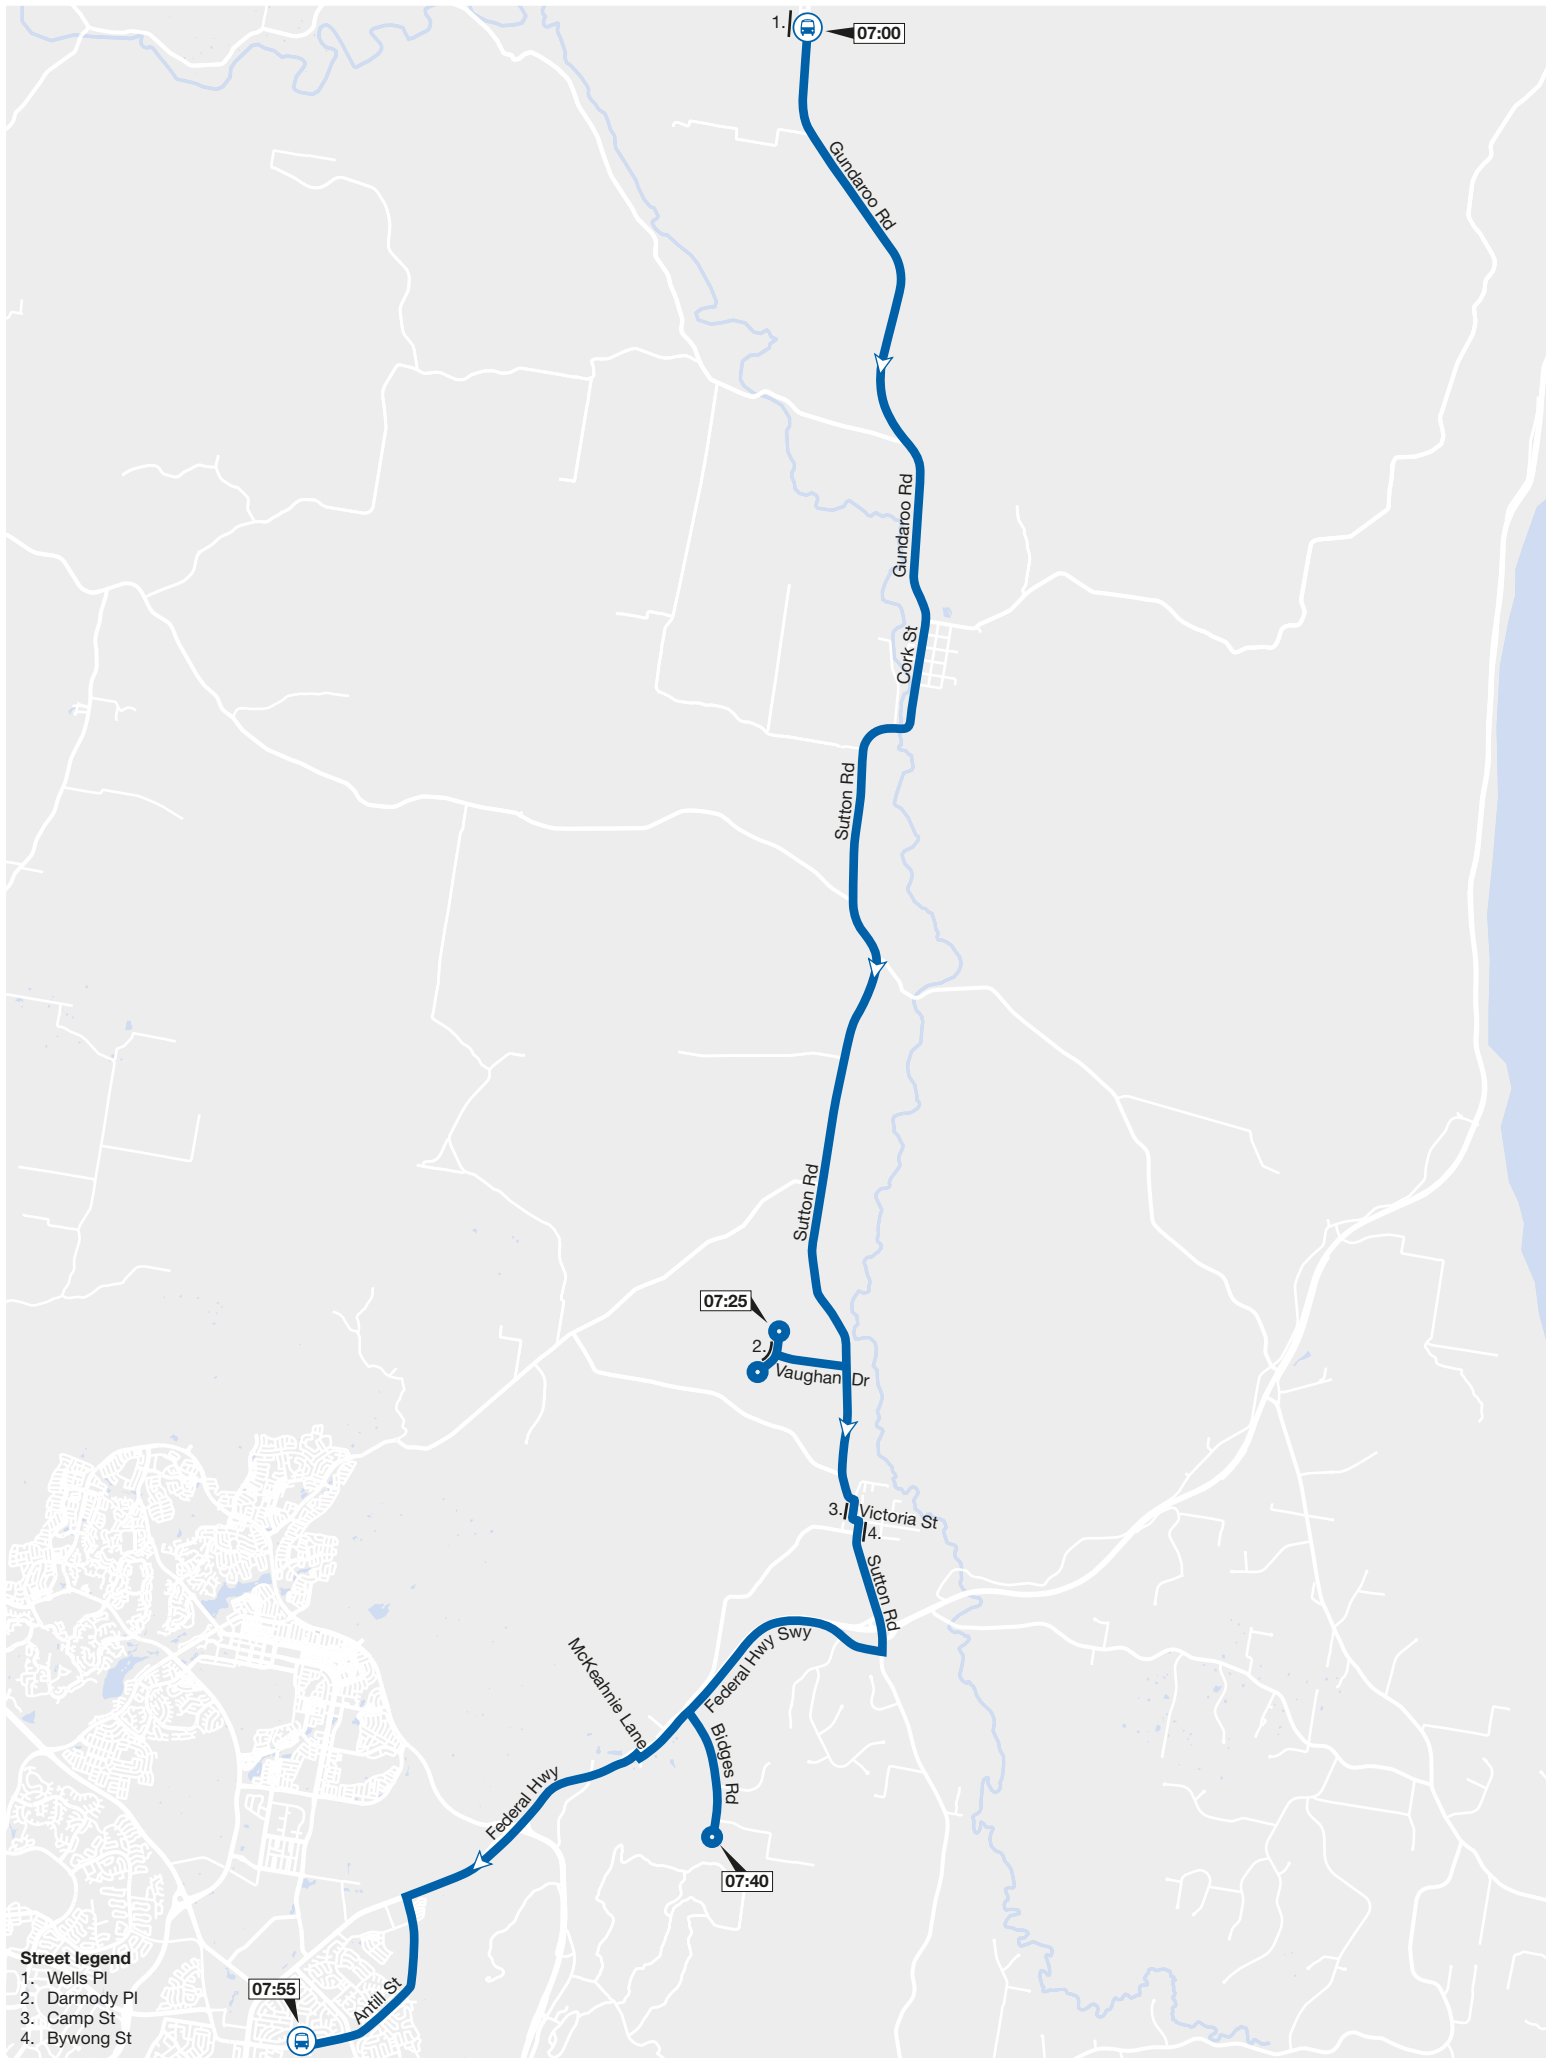 1.
07:00
Gundaroo Rd
Gundaroo Rd
Cork St
Sutton Rd
Sutton Rd
07:25
2.
Vaughan Dr
3.
Victoria St
4.
Sutton Rd
Federal Hwy Swy
McKeahnie Lane
Bidges Rd
Federal Hwy
07:40
Antill St
07:55
Street legend
1. Wells Pl
2. Darmody Pl
3. Camp St
4. Bywong St